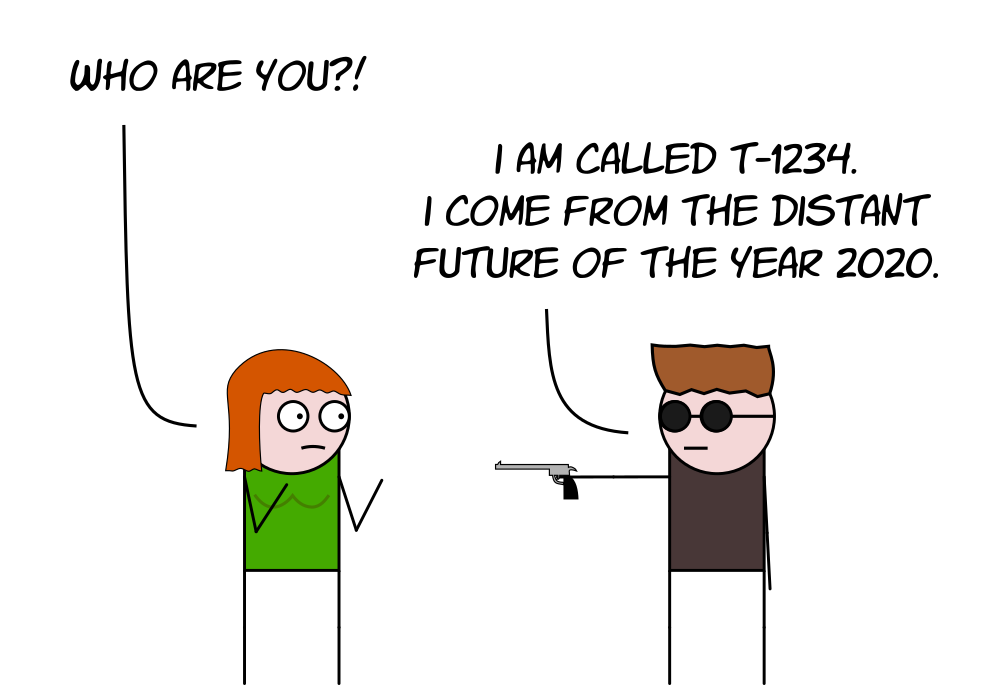 WHO ARE YOU?!
I AM CALLED T-1234.
I COME FROM THE DISTANT
FUTURE OF THE YEAR 2020.